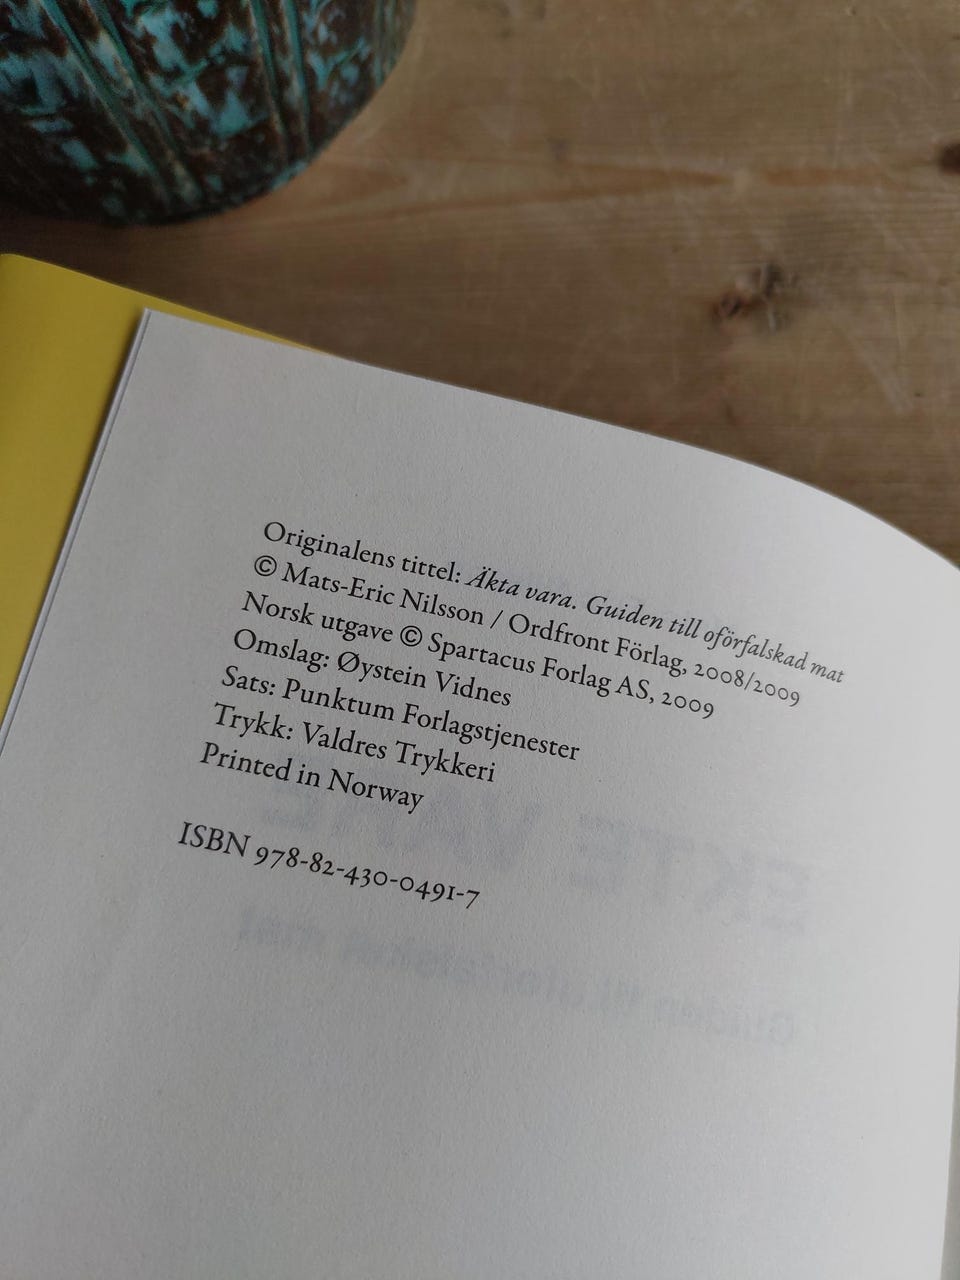 Originalens tittel: Äkta vara. Guiden till oförfalskad mat
© Mats-Eric Nilsson / Ordfront Förlag, 2008/2009
Norsk utgave © Spartacus Forlag AS, 2009
Omslag: Øystein Vidnes
Sats: Punktum Forlagstjenester
Trykk: Valdres Trykkeri
Printed in Norway
ISBN 978-82-430-0491-7
EKTE VARE